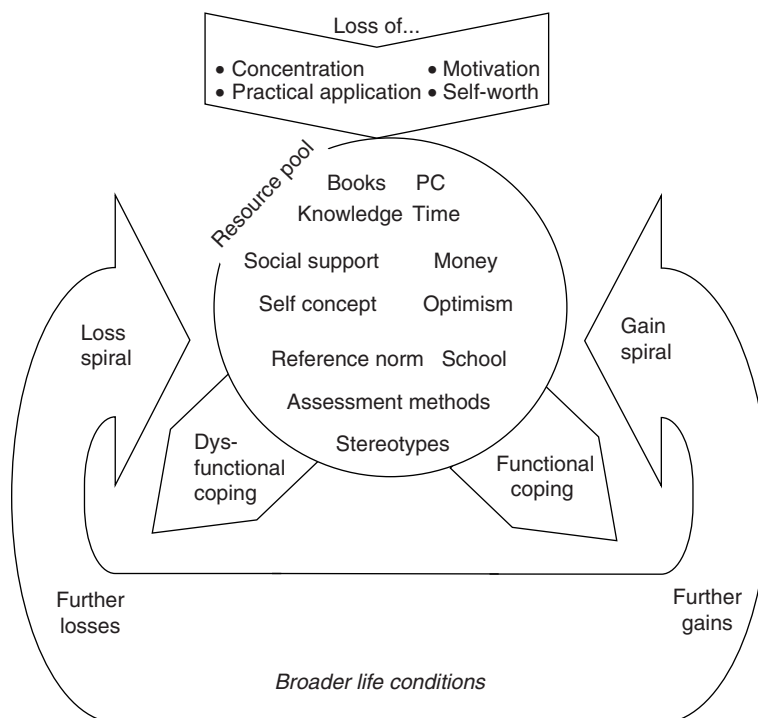 Loss of...
• Concentration • Motivation
• Practical application • Self-worth
Resource pool
Books PC
Knowledge Time
Social support Money
Self concept Optimism
Reference norm School
Assessment methods
Stereotypes
Loss
spiral
Gain
spiral
Dys-
functional
coping
Functional
coping
Further
losses
Further
gains
Broader life conditions